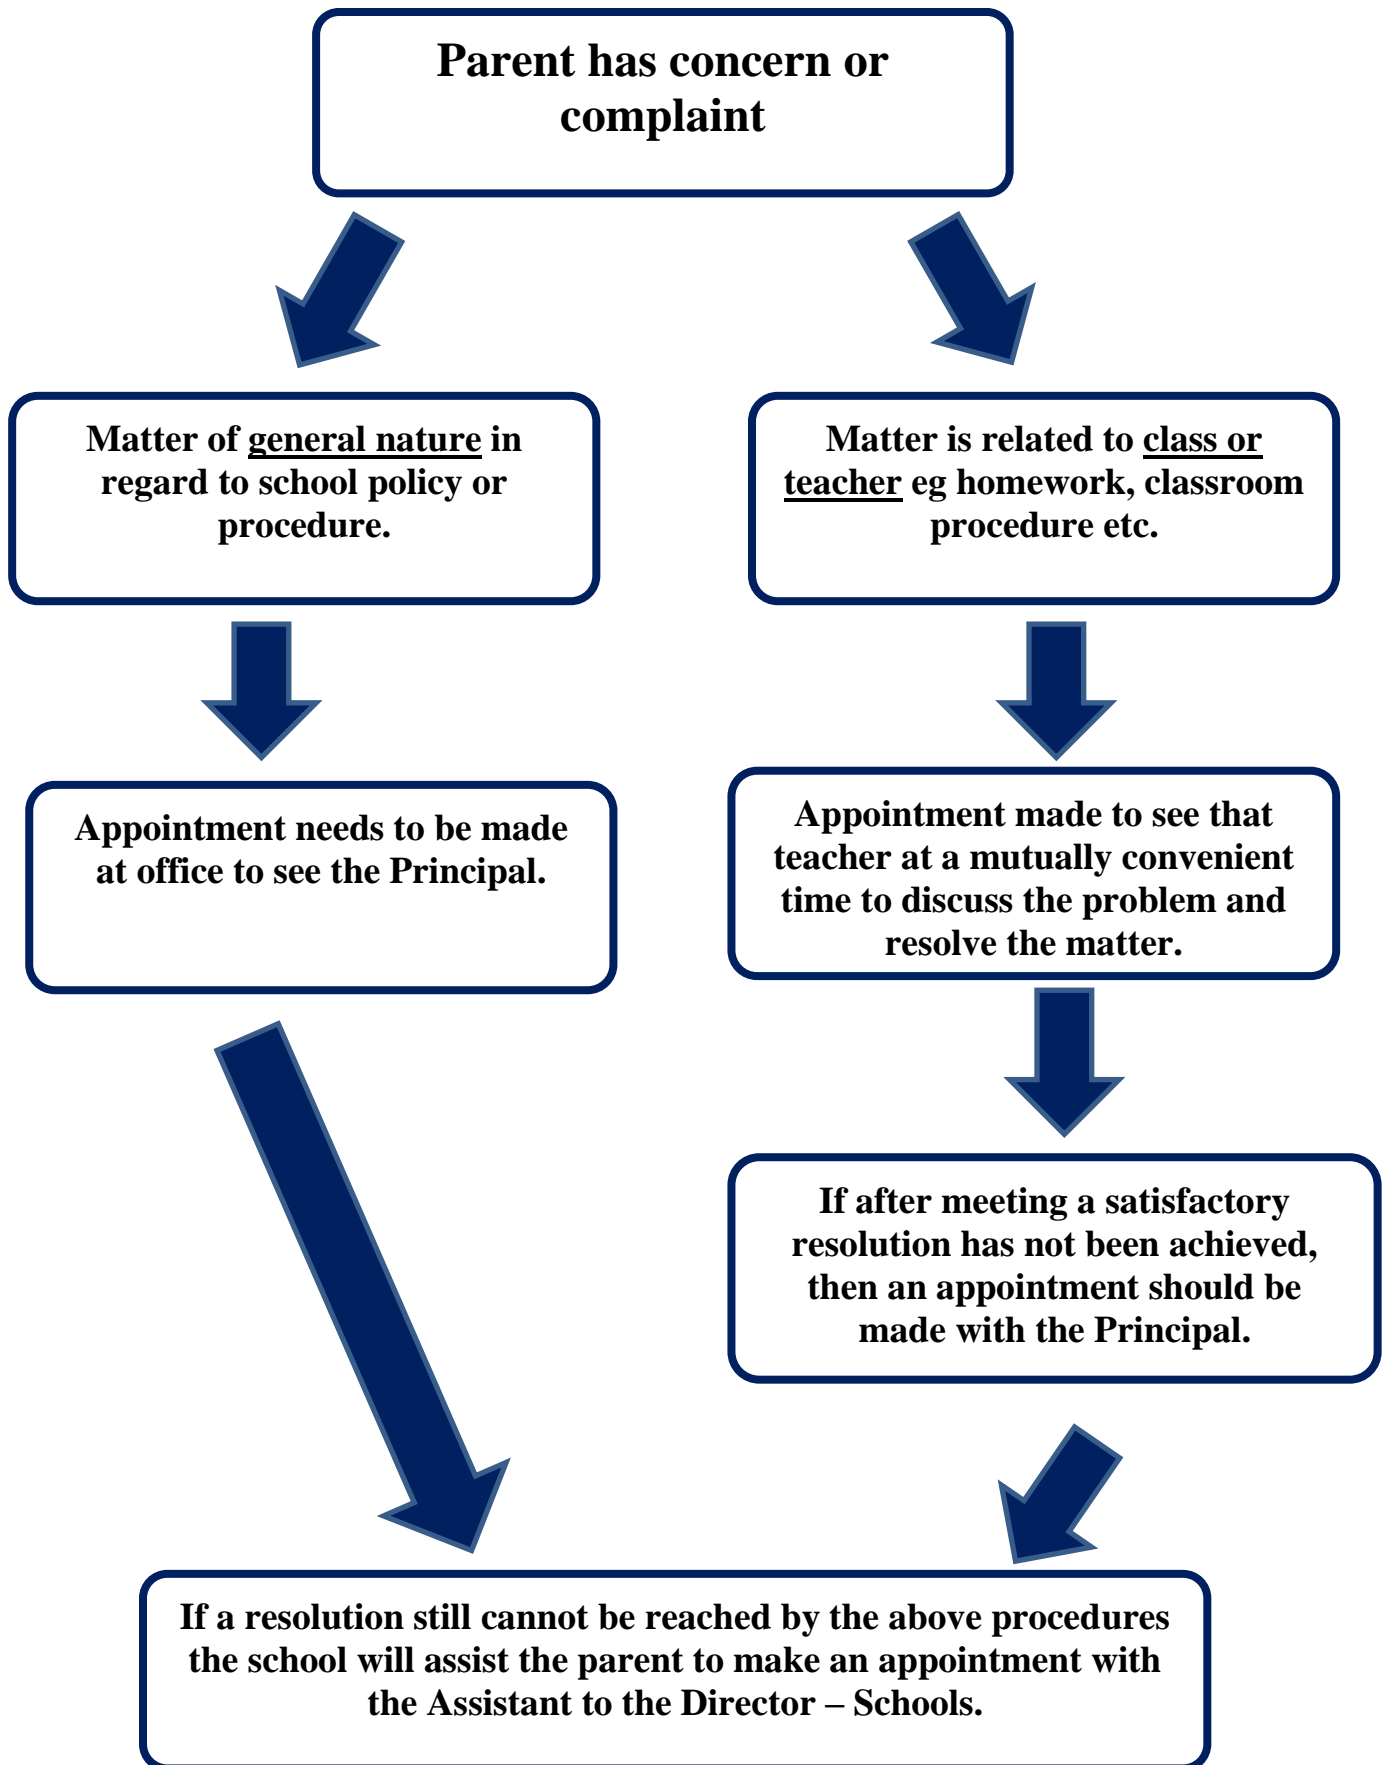 Parent has concern or
complaint
Matter of general nature in
regard to school policy or
procedure.
Matter is related to class or
teacher eg homework, classroom
procedure etc.
Appointment needs to be made
at office to see the Principal.
Appointment made to see that
teacher at a mutually convenient
time to discuss the problem and
resolve the matter.
If after meeting a satisfactory
resolution has not been achieved,
then an appointment should be
made with the Principal.
If a resolution still cannot be reached by the above procedures
the school will assist the parent to make an appointment with
the Assistant to the Director – Schools.